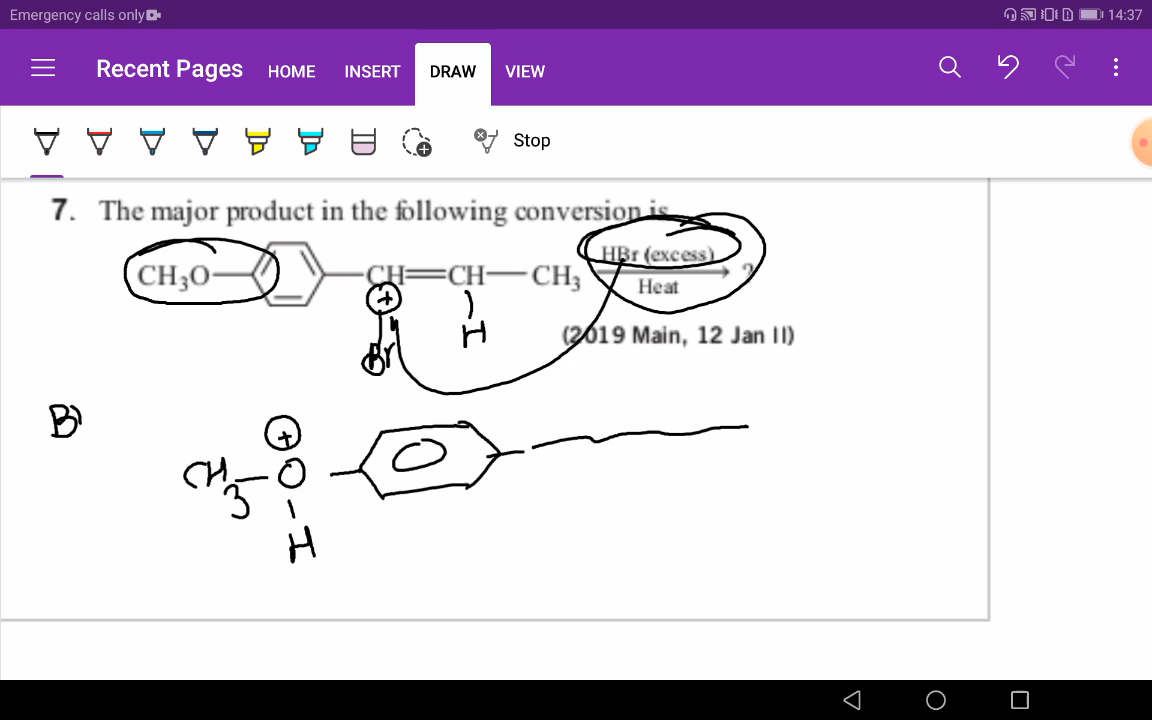 Emergency calls only 14:37
Recent Pages HOME INSERT DRAW VIEW
Stop
7. The major product in the following conversion is
CH₃O CH=CH—CH₃ HBr (excess) ?
Heat
+
H
Br
(2019 Main, 12 Jan II)
B)
+
CH₃—O
H